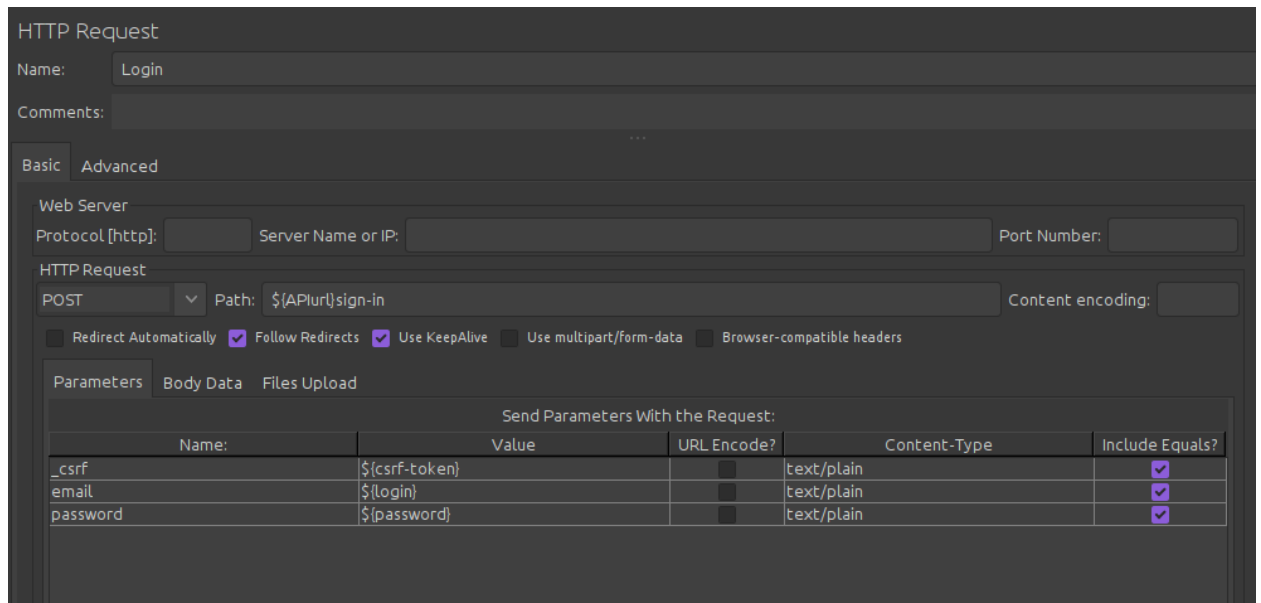 HTTP Request
Name: Login
Comments:
...
Basic Advanced
Web Server
Protocol [http]: Server Name or IP: Port Number:
HTTP Request
POST Path: ${APIurl}sign-in Content encoding:
Redirect Automatically Follow Redirects Use KeepAlive Use multipart/form-data Browser-compatible headers
Parameters Body Data Files Upload
Send Parameters With the Request:
Name: Value URL Encode? Content-Type Include Equals?
_csrf ${csrf-token} text/plain
email ${login} text/plain
password ${password} text/plain